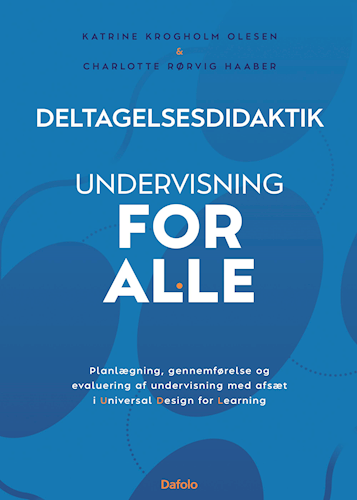 KATRINE KROGHOLM OLESEN
&
CHARLOTTE RØRVIG HAABER
DELTAGELSESDIDAKTIK
UNDERVISNING
FOR
ALLE
Planlægning, gennemførelse og
evaluering af undervisning med afsæt
i Universal Design for Learning
Dafolo